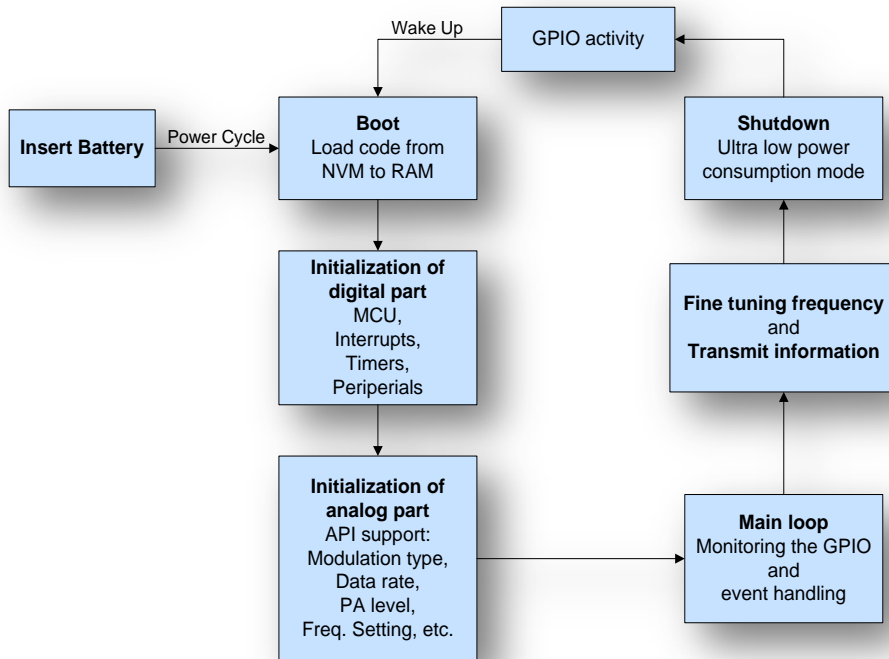 Wake Up
GPIO activity
Insert Battery
Power Cycle
Boot
Load code from
NVM to RAM
Shutdown
Ultra low power
consumption mode
Initialization of
digital part
MCU,
Interrupts,
Timers,
Periperials
Fine tuning frequency
and
Transmit information
Initialization of
analog part
API support:
Modulation type,
Data rate,
PA level,
Freq. Setting, etc.
Main loop
Monitoring the GPIO
and
event handling